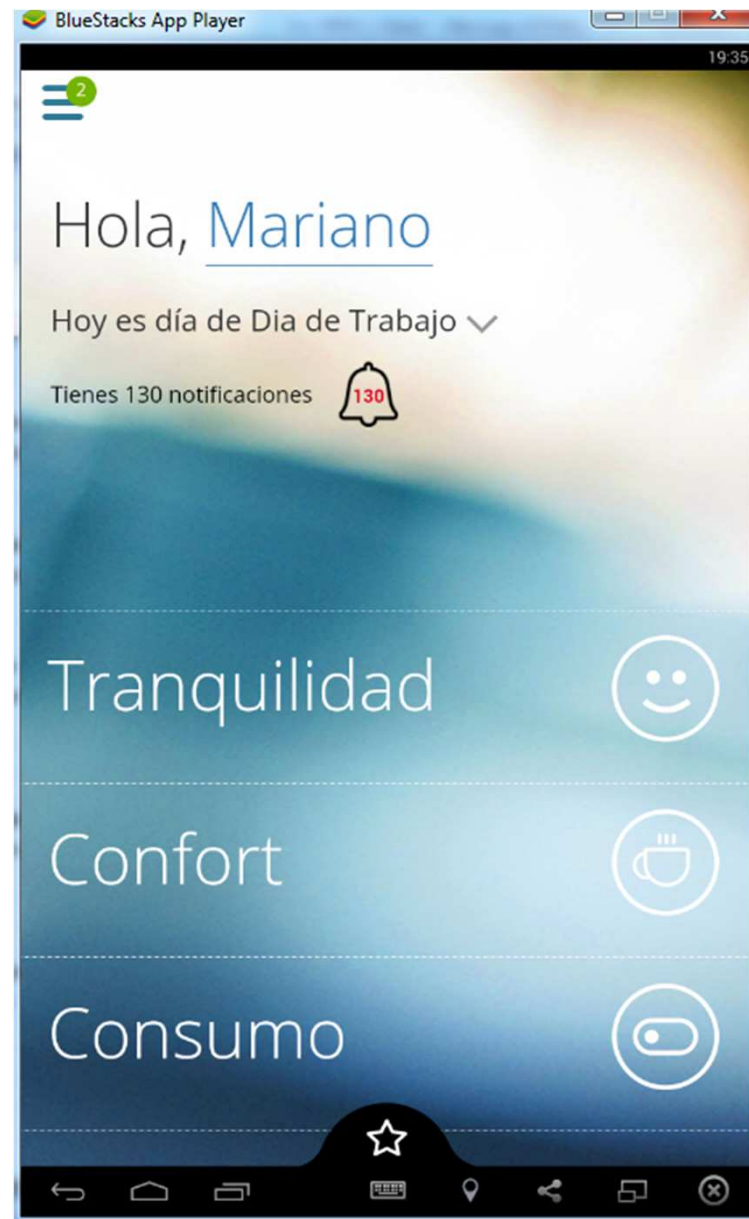 BlueStacks App Player
19:35
2
Hola, Mariano
Hoy es día de Dia de Trabajo
Tienes 130 notificaciones
130
Tranquilidad
Confort
Consumo